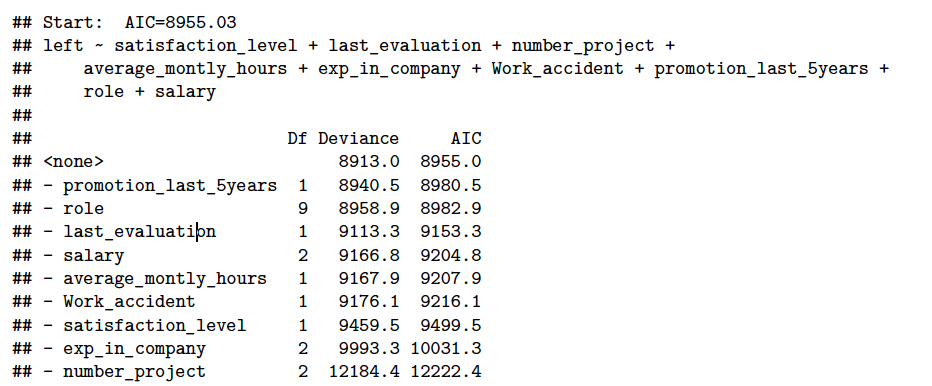 ## Start:  AIC=8955.03
## left ~ satisfaction_level + last_evaluation + number_project +
##     average_montly_hours + exp_in_company + Work_accident + promotion_last_5years +
##     role + salary
##
##                         Df Deviance     AIC
## <none>                       8913.0  8955.0
## - promotion_last_5years  1   8940.5  8980.5
## - role                   9   8958.9  8982.9
## - last_evaluation        1   9113.3  9153.3
## - salary                 2   9166.8  9204.8
## - average_montly_hours   1   9167.9  9207.9
## - Work_accident          1   9176.1  9216.1
## - satisfaction_level     1   9459.5  9499.5
## - exp_in_company         2   9993.3 10031.3
## - number_project         2  12184.4 12222.4